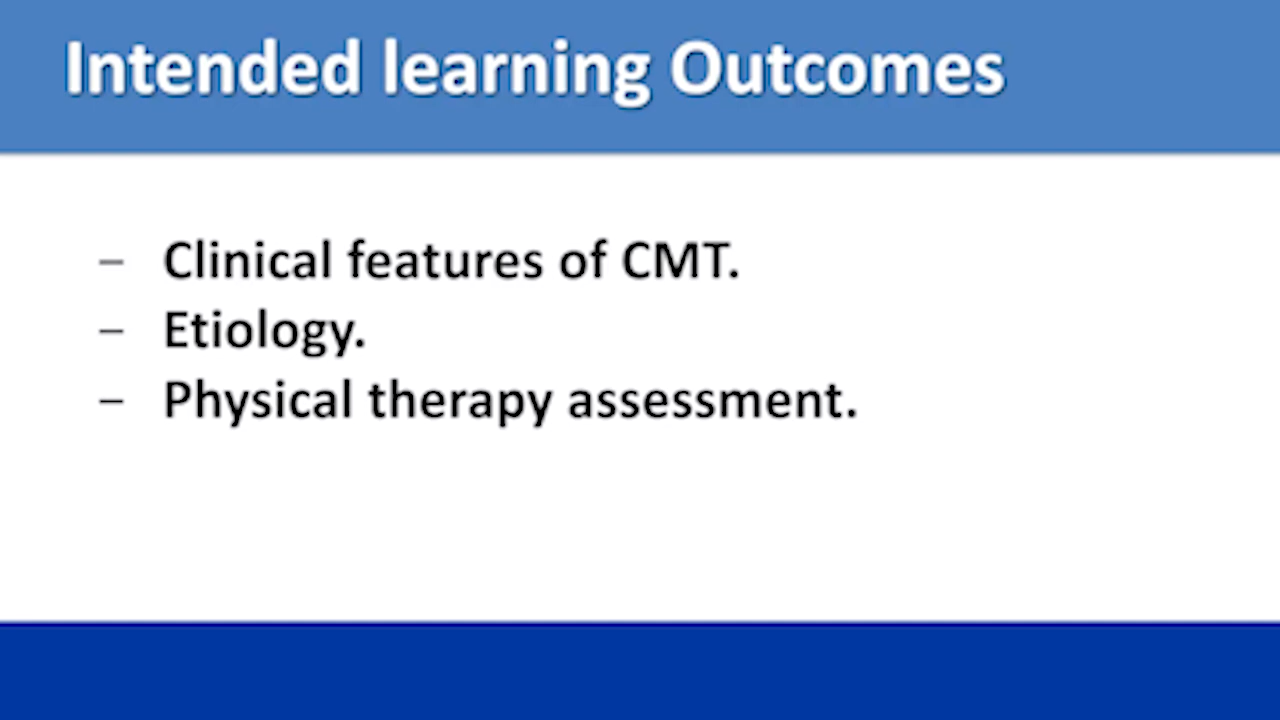 Intended learning Outcomes
– Clinical features of CMT.
– Etiology.
– Physical therapy assessment.